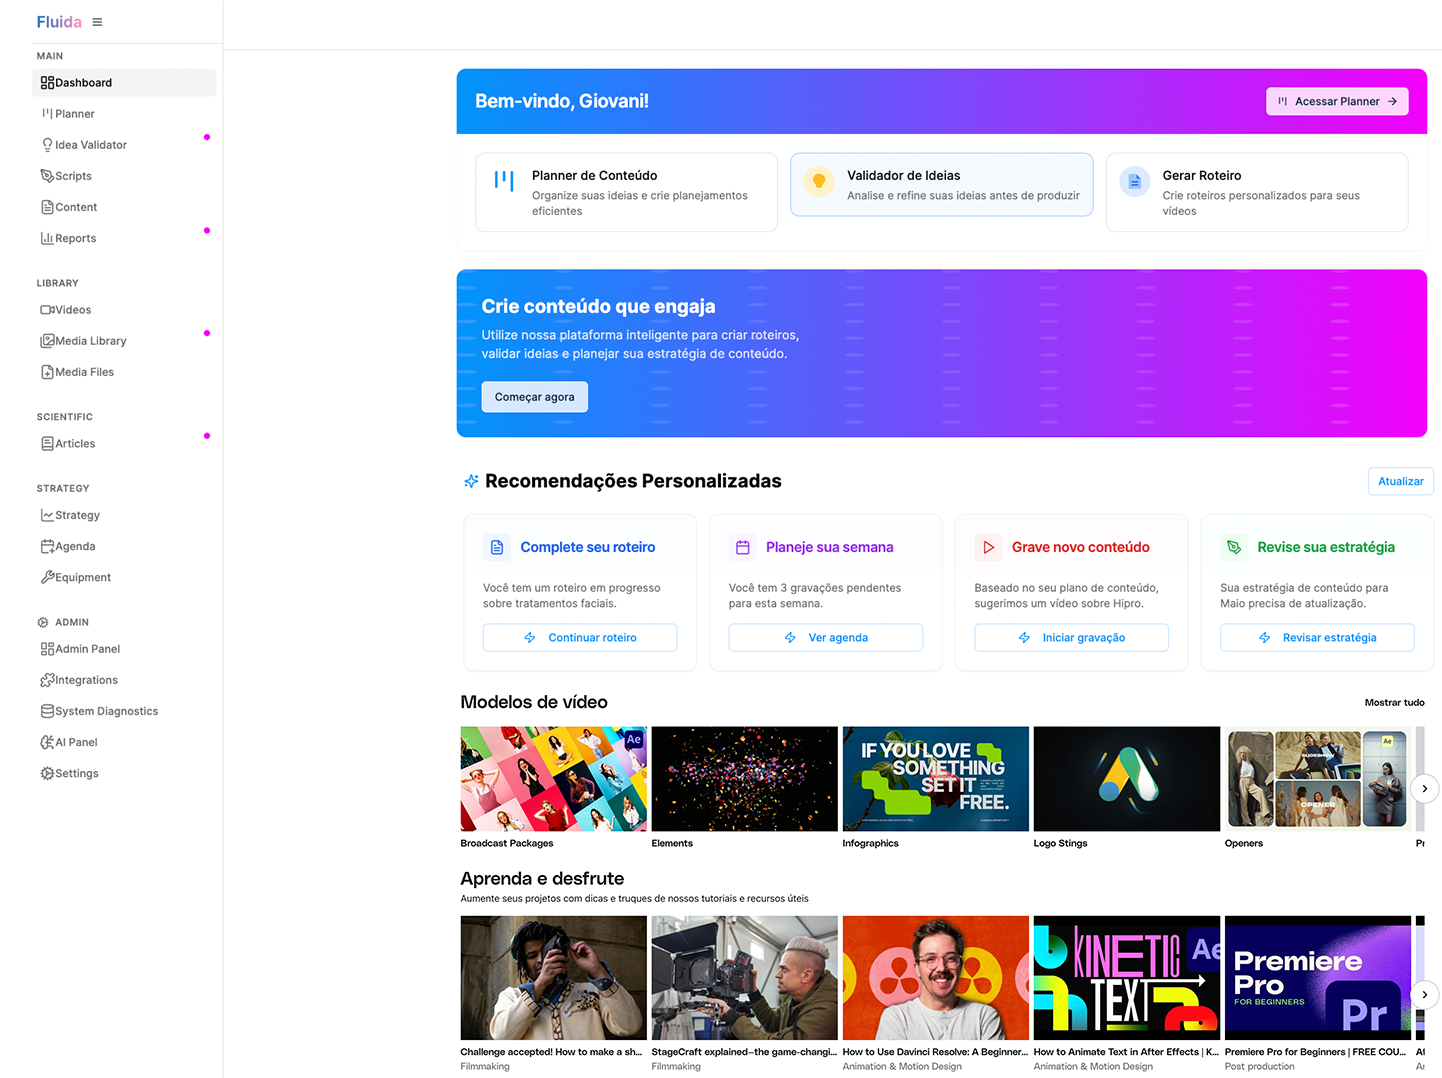 Fluida
MAIN
Dashboard
Planner
Idea Validator
Scripts
Content
Reports
LIBRARY
Videos
Media Library
Media Files
SCIENTIFIC
Articles
STRATEGY
Strategy
Agenda
Equipment
ADMIN
Admin Panel
Integrations
System Diagnostics
AI Panel
Settings
Bem-vindo, Giovani!
Acessar Planner
Planner de Conteúdo
Organize suas ideias e crie planejamentos
eficientes
Validador de Ideias
Analise e refine suas ideias antes de produzir
Gerar Roteiro
Crie roteiros personalizados para seus
vídeos
Crie conteúdo que engaja
Utilize nossa plataforma inteligente para criar roteiros,
validar ideias e planejar sua estratégia de conteúdo.
Começar agora
Recomendações Personalizadas
Atualizar
Complete seu roteiro
Você tem um roteiro em progresso
sobre tratamentos faciais.
Continuar roteiro
Planeje sua semana
Você tem 3 gravações pendentes
para esta semana.
Ver agenda
Grave novo conteúdo
Baseado no seu plano de conteúdo,
sugerimos um vídeo sobre Hipro.
Iniciar gravação
Revise sua estratégia
Sua estratégia de conteúdo para
Maio precisa de atualização.
Revisar estratégia
Modelos de vídeo
Mostrar tudo
Ae
IF YOU LOVE
SOMETHING
SET IT
FREE.
Ae
SLIDESHOW
OPENER
Broadcast Packages
Elements
Infographics
Logo Stings
Openers
Pr
Aprenda e desfrute
Aumente seus projetos com dicas e truques de nossos tutoriais e recursos úteis
KINETIC
TEXT
Ae
Premiere
Pro
FOR BEGINNERS
Pr
Challenge accepted! How to make a sh...
Filmmaking
StageCraft explained—the game-changi...
Filmmaking
How to Use Davinci Resolve: A Beginner...
Animation & Motion Design
How to Animate Text in After Effects | K...
Animation & Motion Design
Premiere Pro for Beginners | FREE COU...
Post production